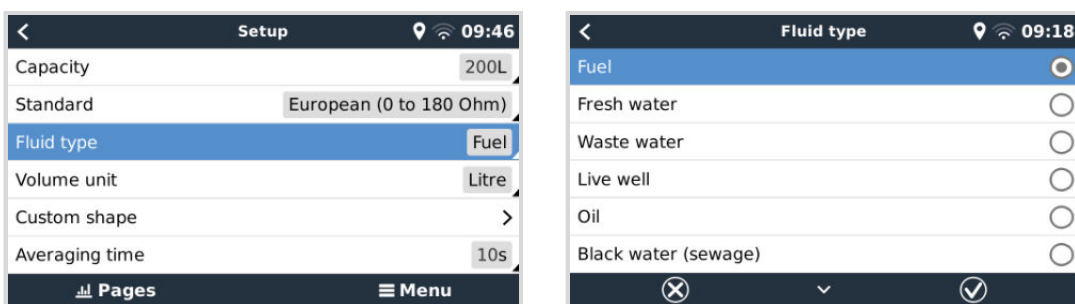 Setup 09:46
Capacity 200L
Standard European (0 to 180 Ohm)
Fluid type Fuel
Volume unit Litre
Custom shape
Averaging time 10s
Pages Menu
Fluid type 09:18
Fuel
Fresh water
Waste water
Live well
Oil
Black water (sewage)